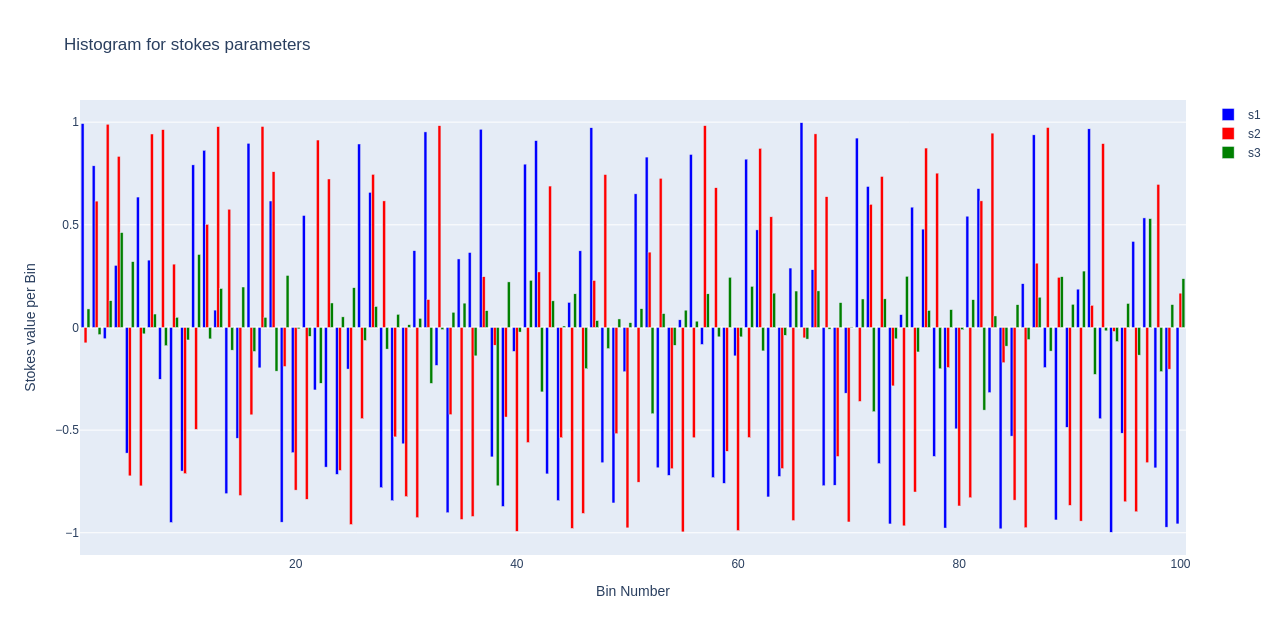 Histogram for stokes parameters
1
0.5
0
−0.5
−1
Stokes value per Bin
20
40
60
80
100
Bin Number
s1
s2
s3